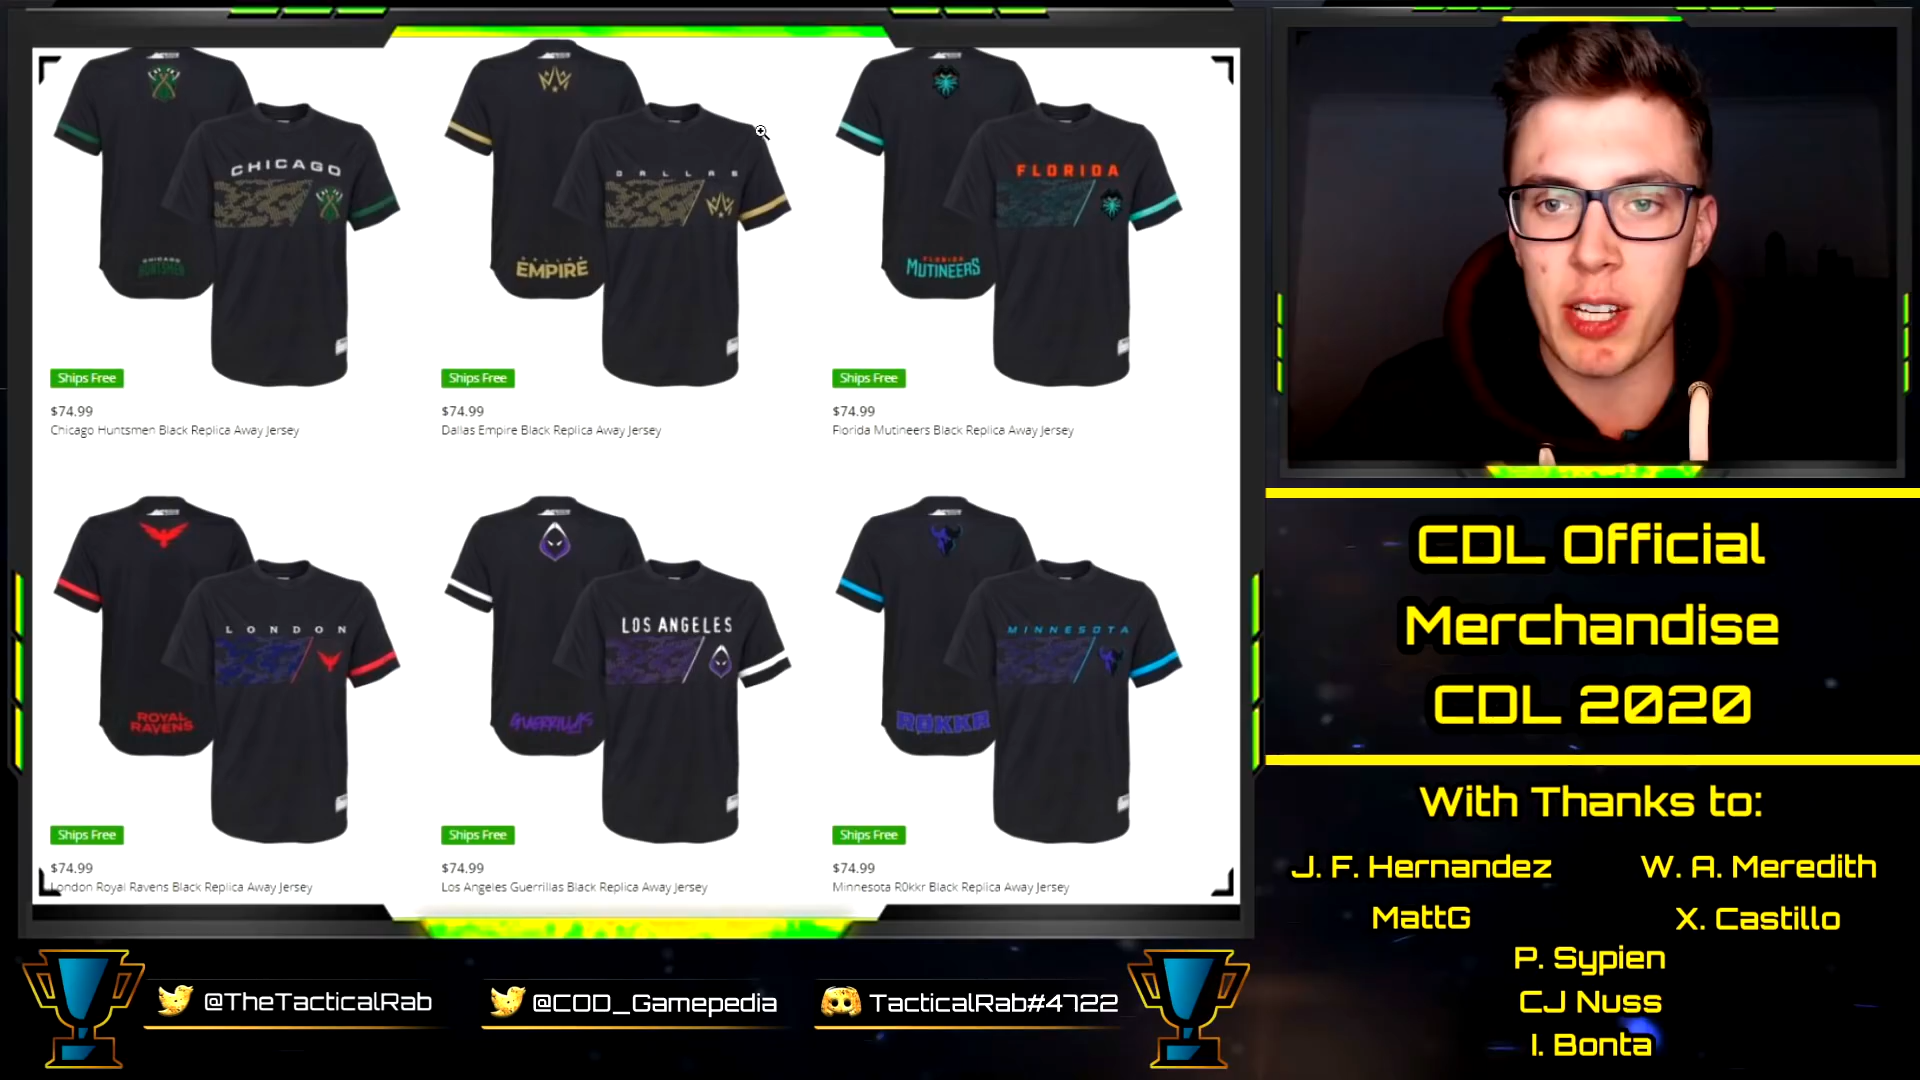 CHICAGO
CHICAGO
HUNTSMEN
Ships Free
$74.99
Chicago Huntsmen Black Replica Away Jersey
DALLAS
DALLAS
EMPIRE
Ships Free
$74.99
Dallas Empire Black Replica Away Jersey
FLORIDA
FLORIDA
MUTINEERS
Ships Free
$74.99
Florida Mutineers Black Replica Away Jersey
LONDON
ROYAL
RAVENS
Ships Free
$74.99
London Royal Ravens Black Replica Away Jersey
LOS ANGELES
GUERRILLAS
Ships Free
$74.99
Los Angeles Guerrillas Black Replica Away Jersey
MINNESOTA
RØKKR
Ships Free
$74.99
Minnesota R0kkr Black Replica Away Jersey
CDL Official
Merchandise
CDL 2020
With Thanks to:
J. F. Hernandez
W. A. Meredith
MattG
X. Castillo
P. Sypien
CJ Nuss
I. Bonta
@TheTacticalRab
@COD_Gamepedia
TacticalRab#4722